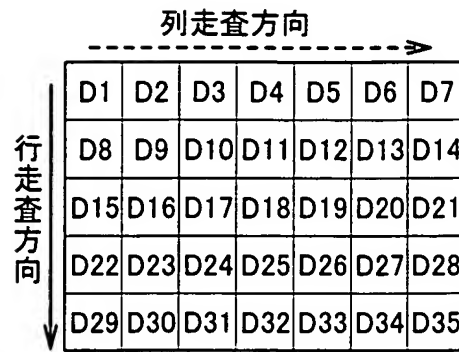 列走査方向
行走査方向
D1 D2 D3 D4 D5 D6 D7
D8 D9 D10 D11 D12 D13 D14
D15 D16 D17 D18 D19 D20 D21
D22 D23 D24 D25 D26 D27 D28
D29 D30 D31 D32 D33 D34 D35